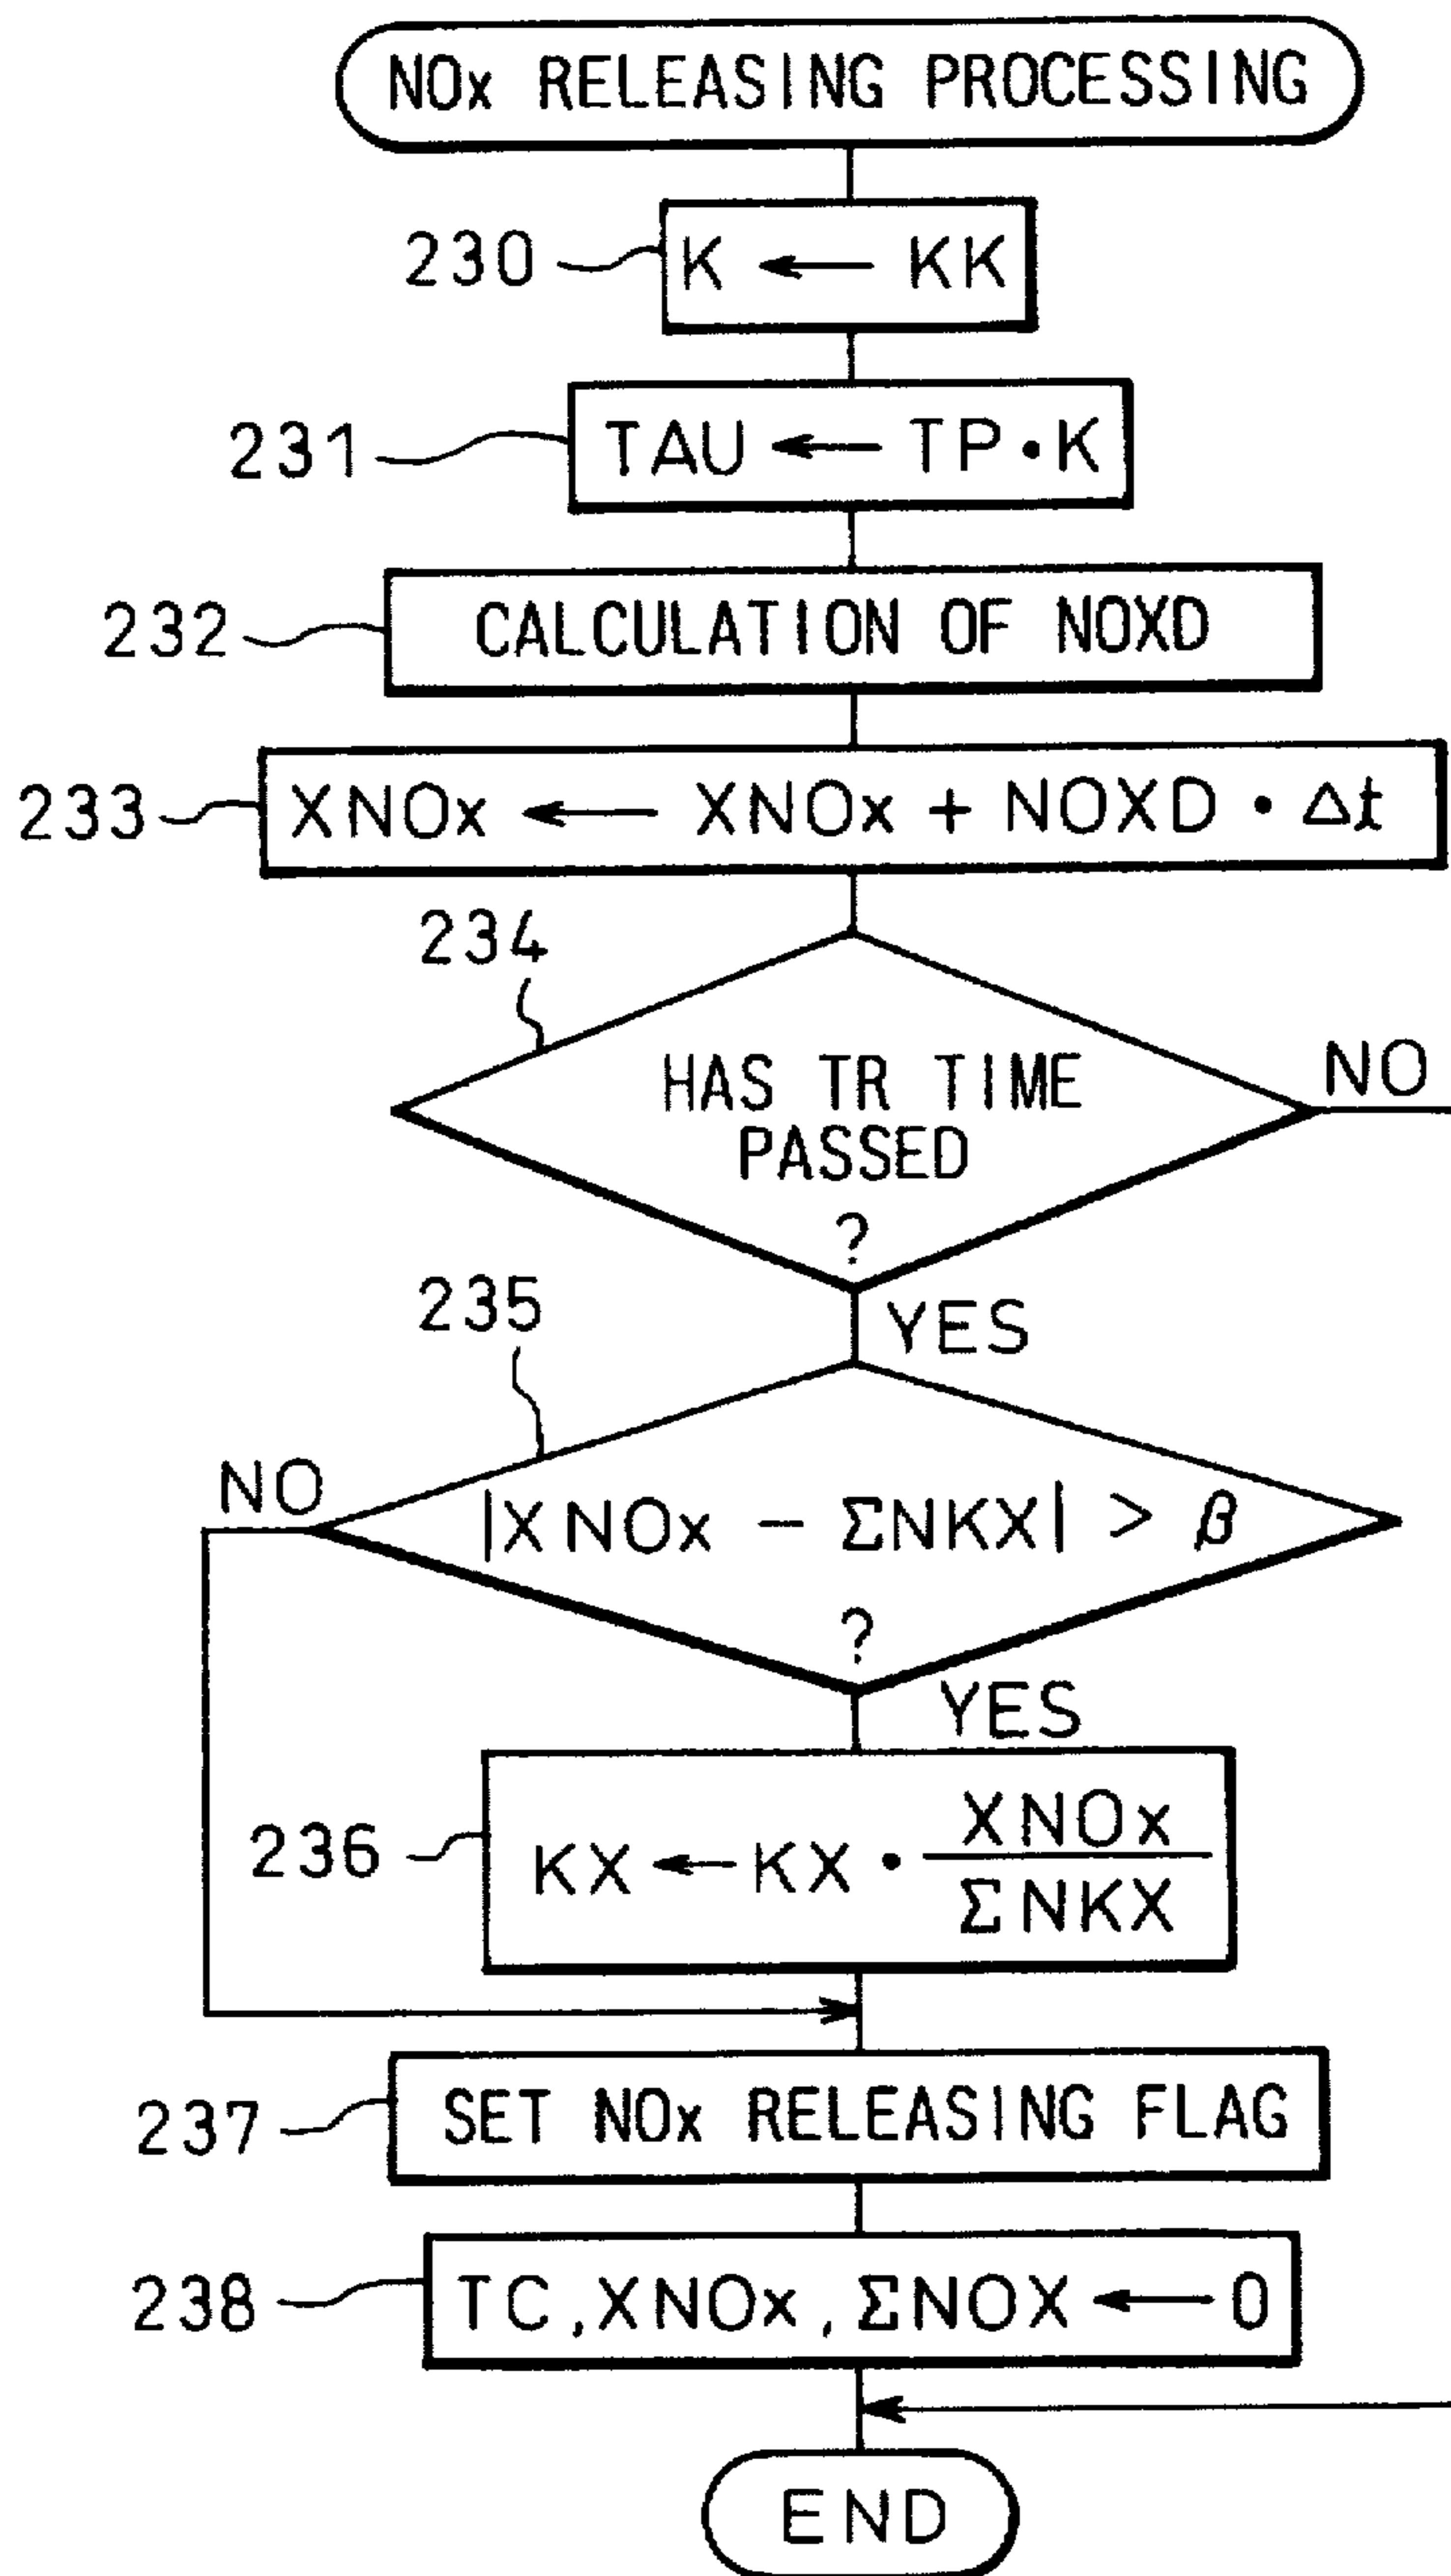 NOx RELEASING PROCESSING
230
K ← KK
231
TAU ← TP・K
232
CALCULATION OF NOXD
233
XNOx ← XNOx + NOXD・Δt
234
HAS TR TIME
PASSED
?
NO
YES
235
NO
|XNOx − ΣNKX| > β
?
YES
236
KX ← KX・XNOx
ΣNKX
237
SET NOx RELEASING FLAG
238
TC, XNOx, ΣNOX ← 0
END